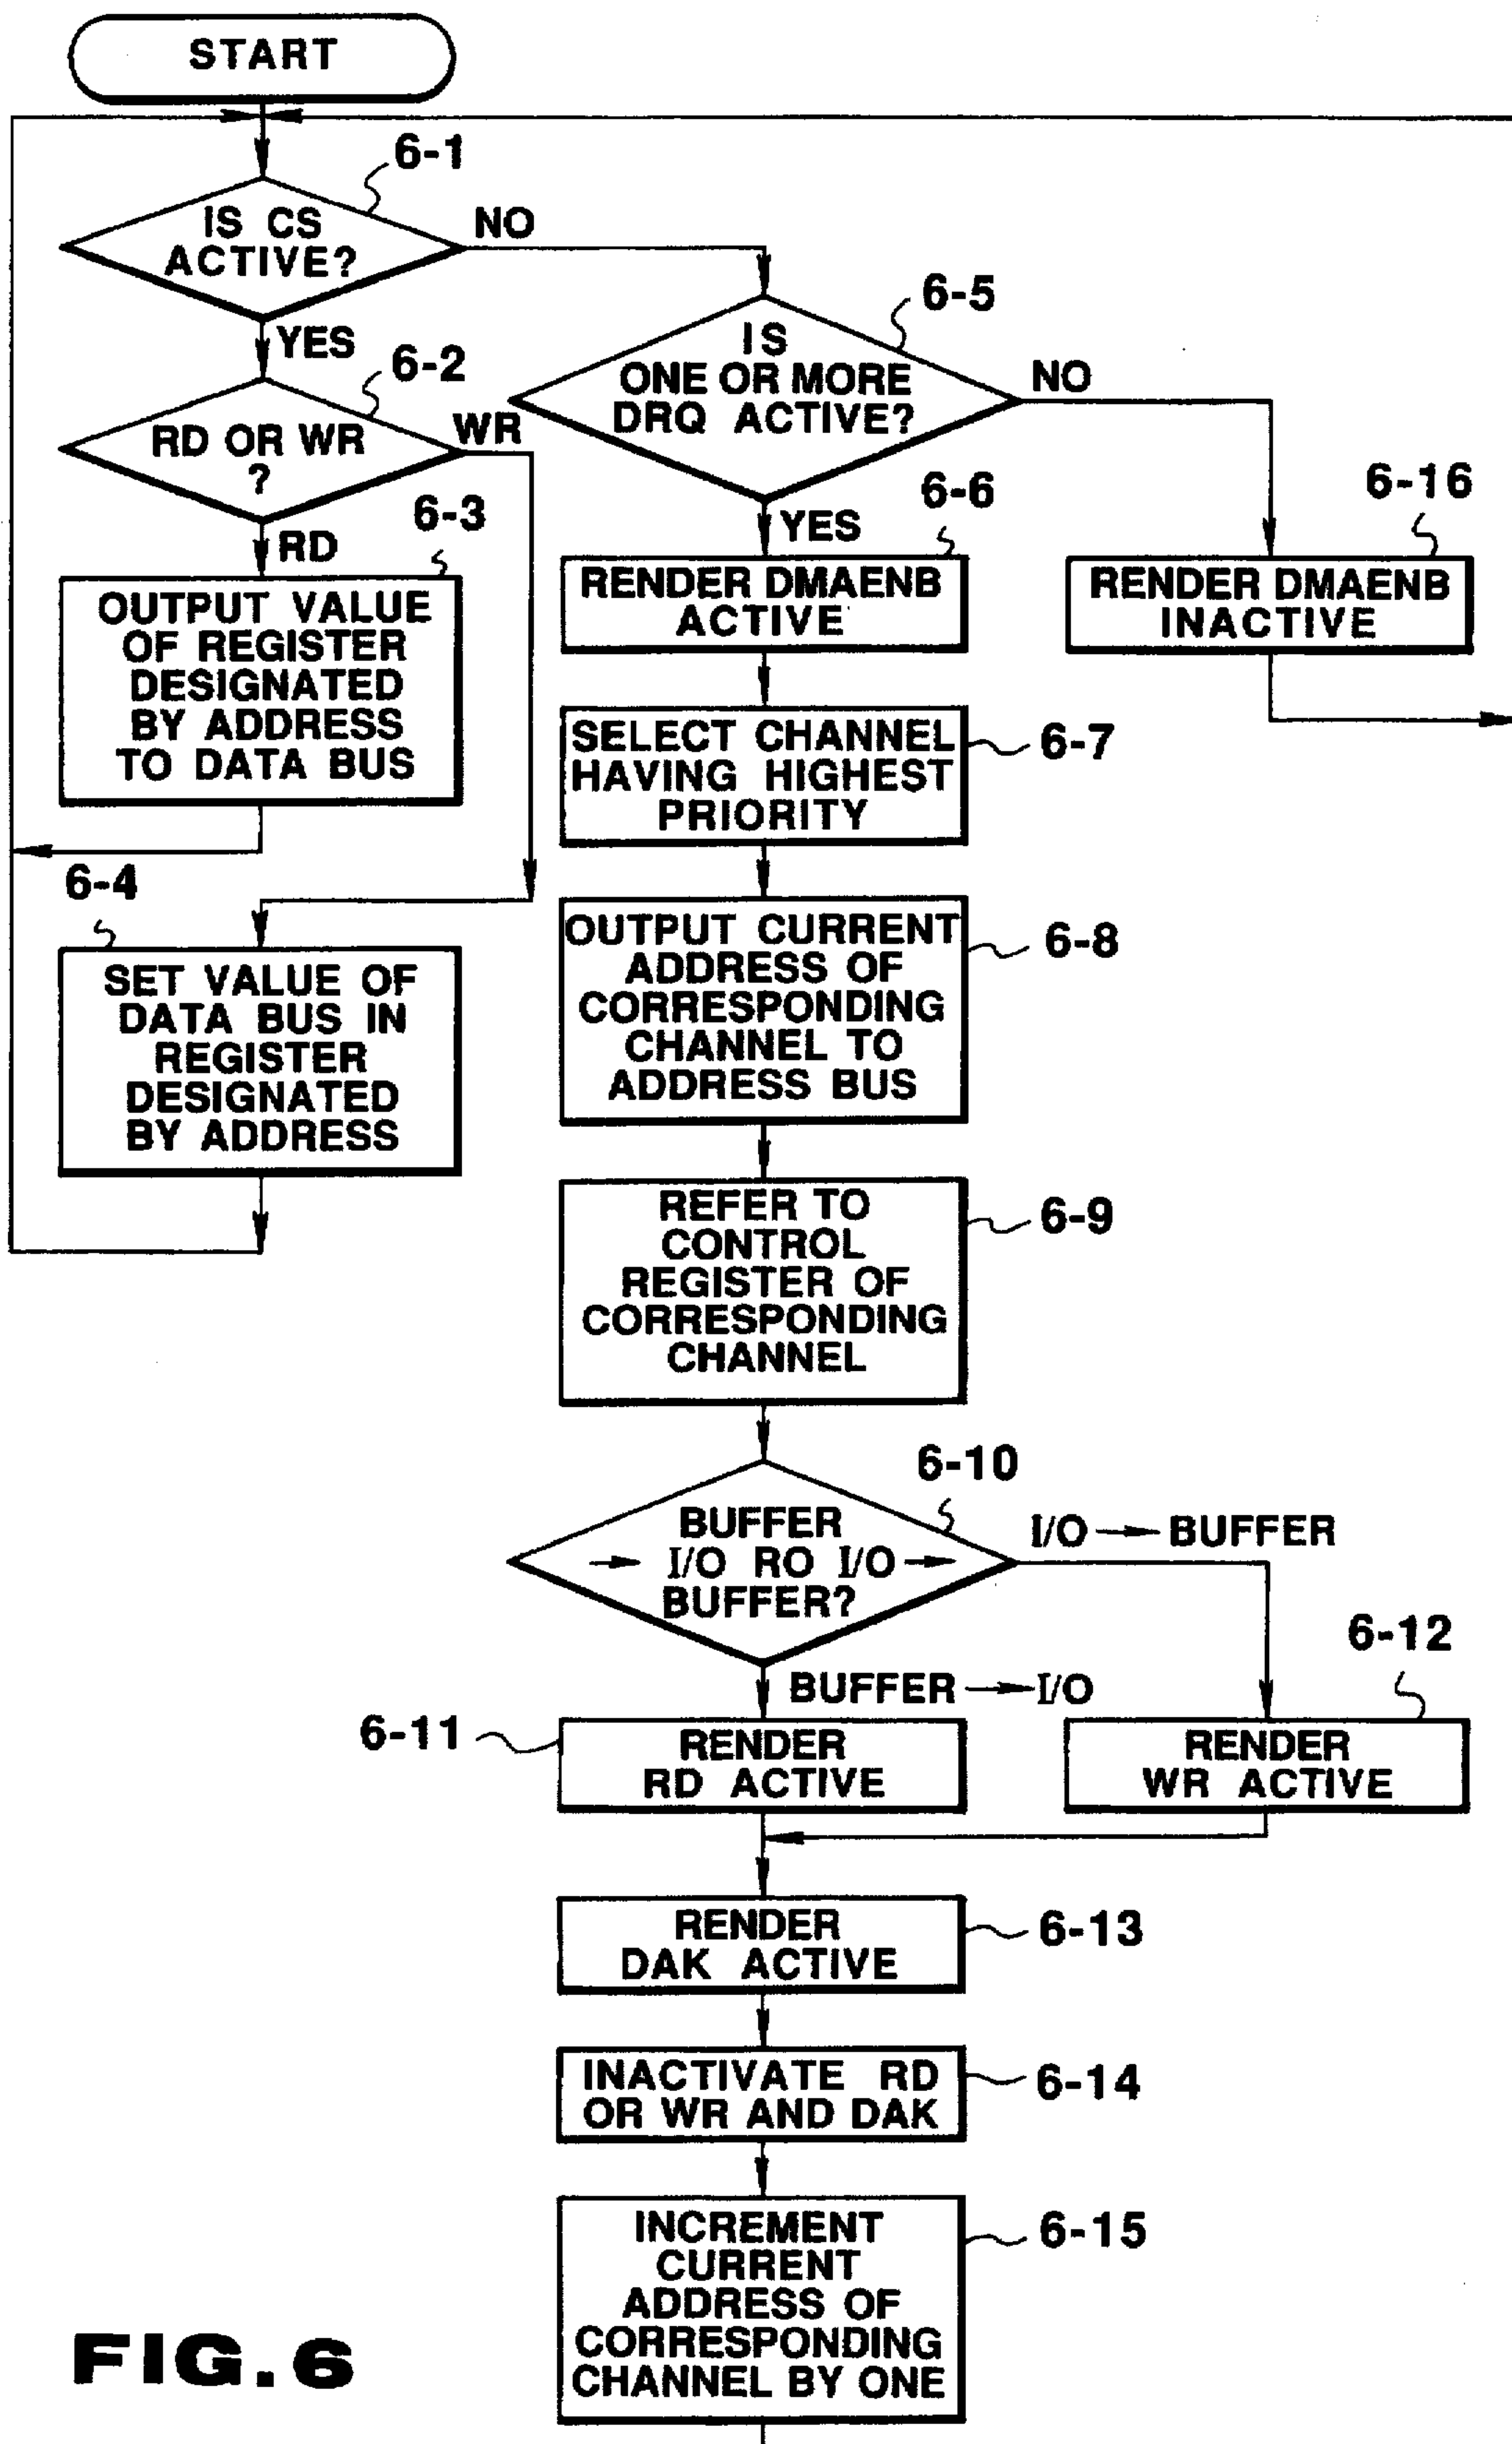 START
6-1
IS CS
ACTIVE?
NO
YES
6-2
RD OR WR
?
WR
RD
6-3
OUTPUT VALUE
OF REGISTER
DESIGNATED
BY ADDRESS
TO DATA BUS
6-4
SET VALUE OF
DATA BUS IN
REGISTER
DESIGNATED
BY ADDRESS
6-5
IS
ONE OR MORE
DRQ ACTIVE?
NO
YES
6-6
RENDER DMAENB
ACTIVE
6-16
RENDER DMAENB
INACTIVE
SELECT CHANNEL
HAVING HIGHEST
PRIORITY
6-7
OUTPUT CURRENT
ADDRESS OF
CORRESPONDING
CHANNEL TO
ADDRESS BUS
6-8
REFER TO
CONTROL
REGISTER OF
CORRESPONDING
CHANNEL
6-9
6-10
BUFFER
→ I/O RO I/O →
BUFFER?
I/O → BUFFER
BUFFER → I/O
6-11
RENDER
RD ACTIVE
6-12
RENDER
WR ACTIVE
RENDER
DAK ACTIVE
6-13
INACTIVATE RD
OR WR AND DAK
6-14
INCREMENT
CURRENT
ADDRESS OF
CORRESPONDING
CHANNEL BY ONE
6-15
FIG.6